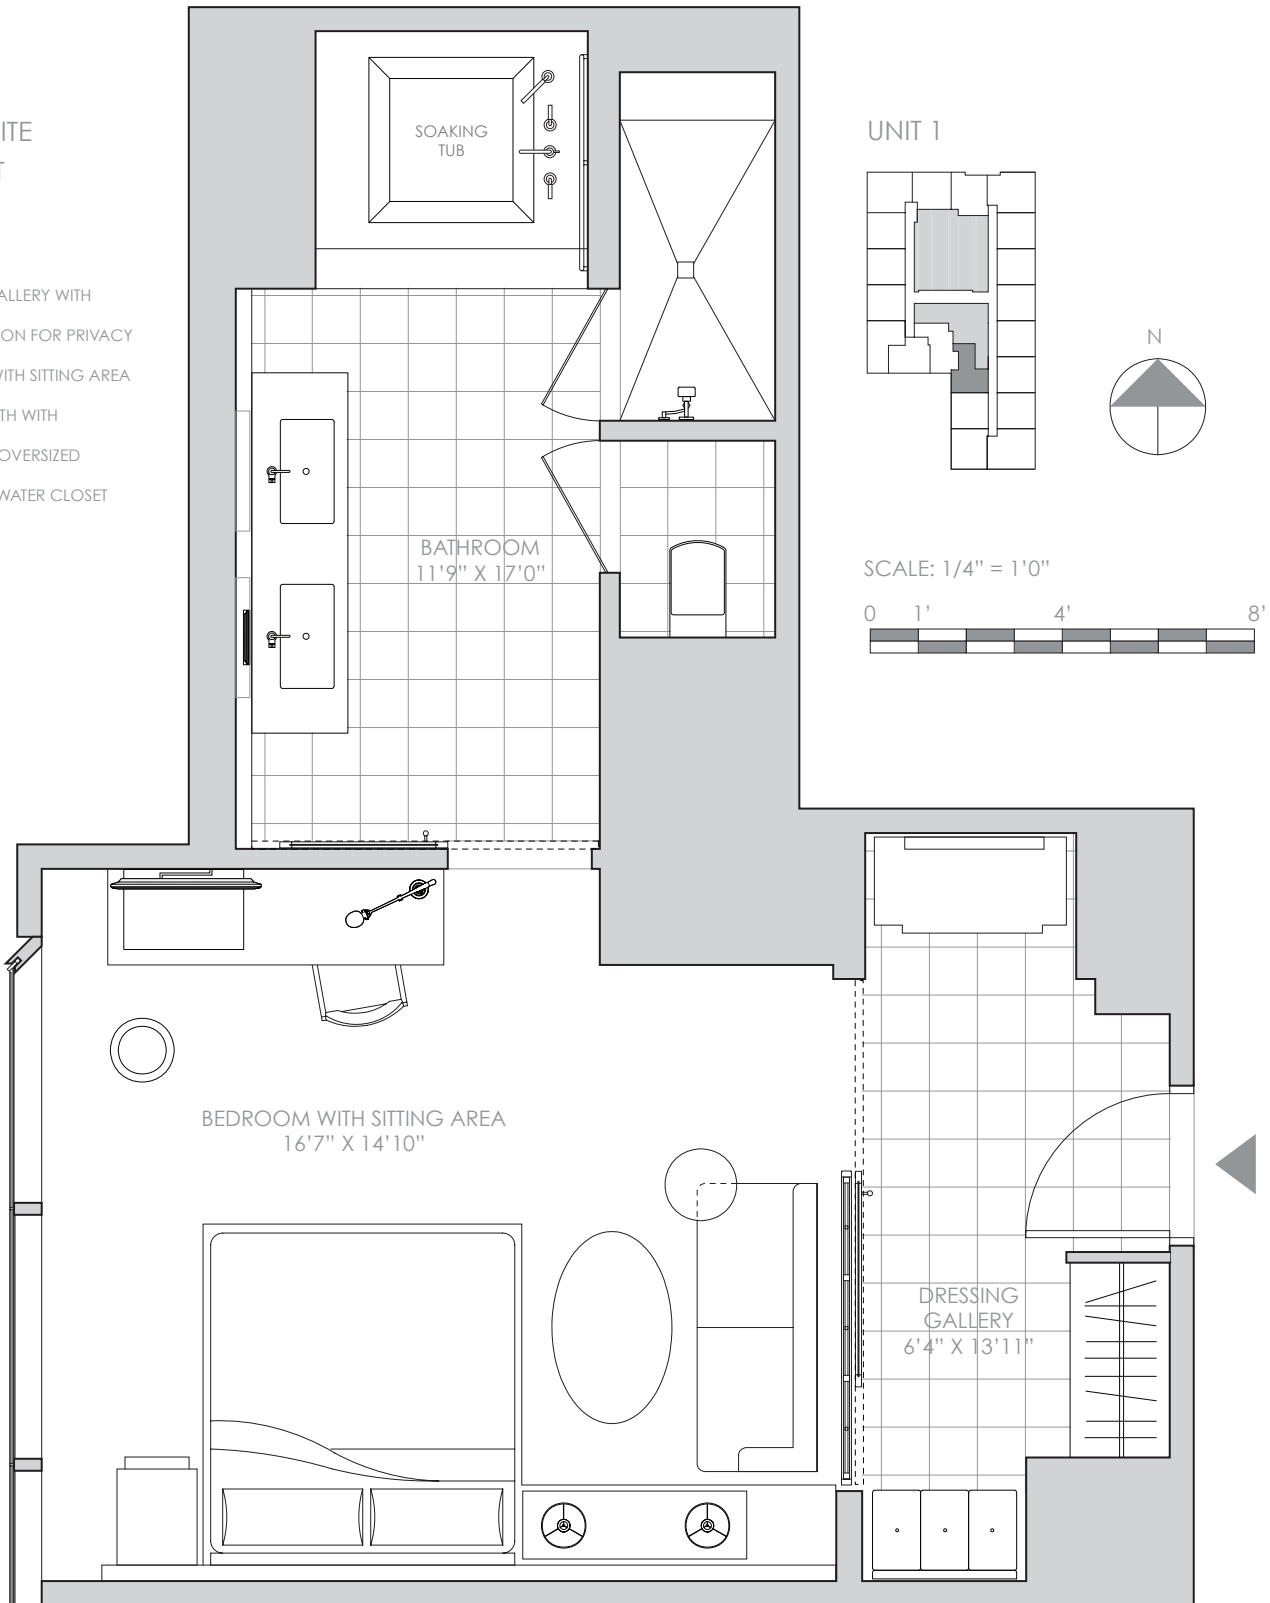 ITE
T
ALLERY WITH
ON FOR PRIVACY
WITH SITTING AREA
TH WITH
OVERSIZED
WATER CLOSET
SOAKING
TUB
BATHROOM
11’9” X 17’0”
UNIT 1
N
SCALE: 1/4” = 1’0”
0 1’ 4’ 8’
BEDROOM WITH SITTING AREA
16’7” X 14’10”
DRESSING
GALLERY
6’4” X 13’11”